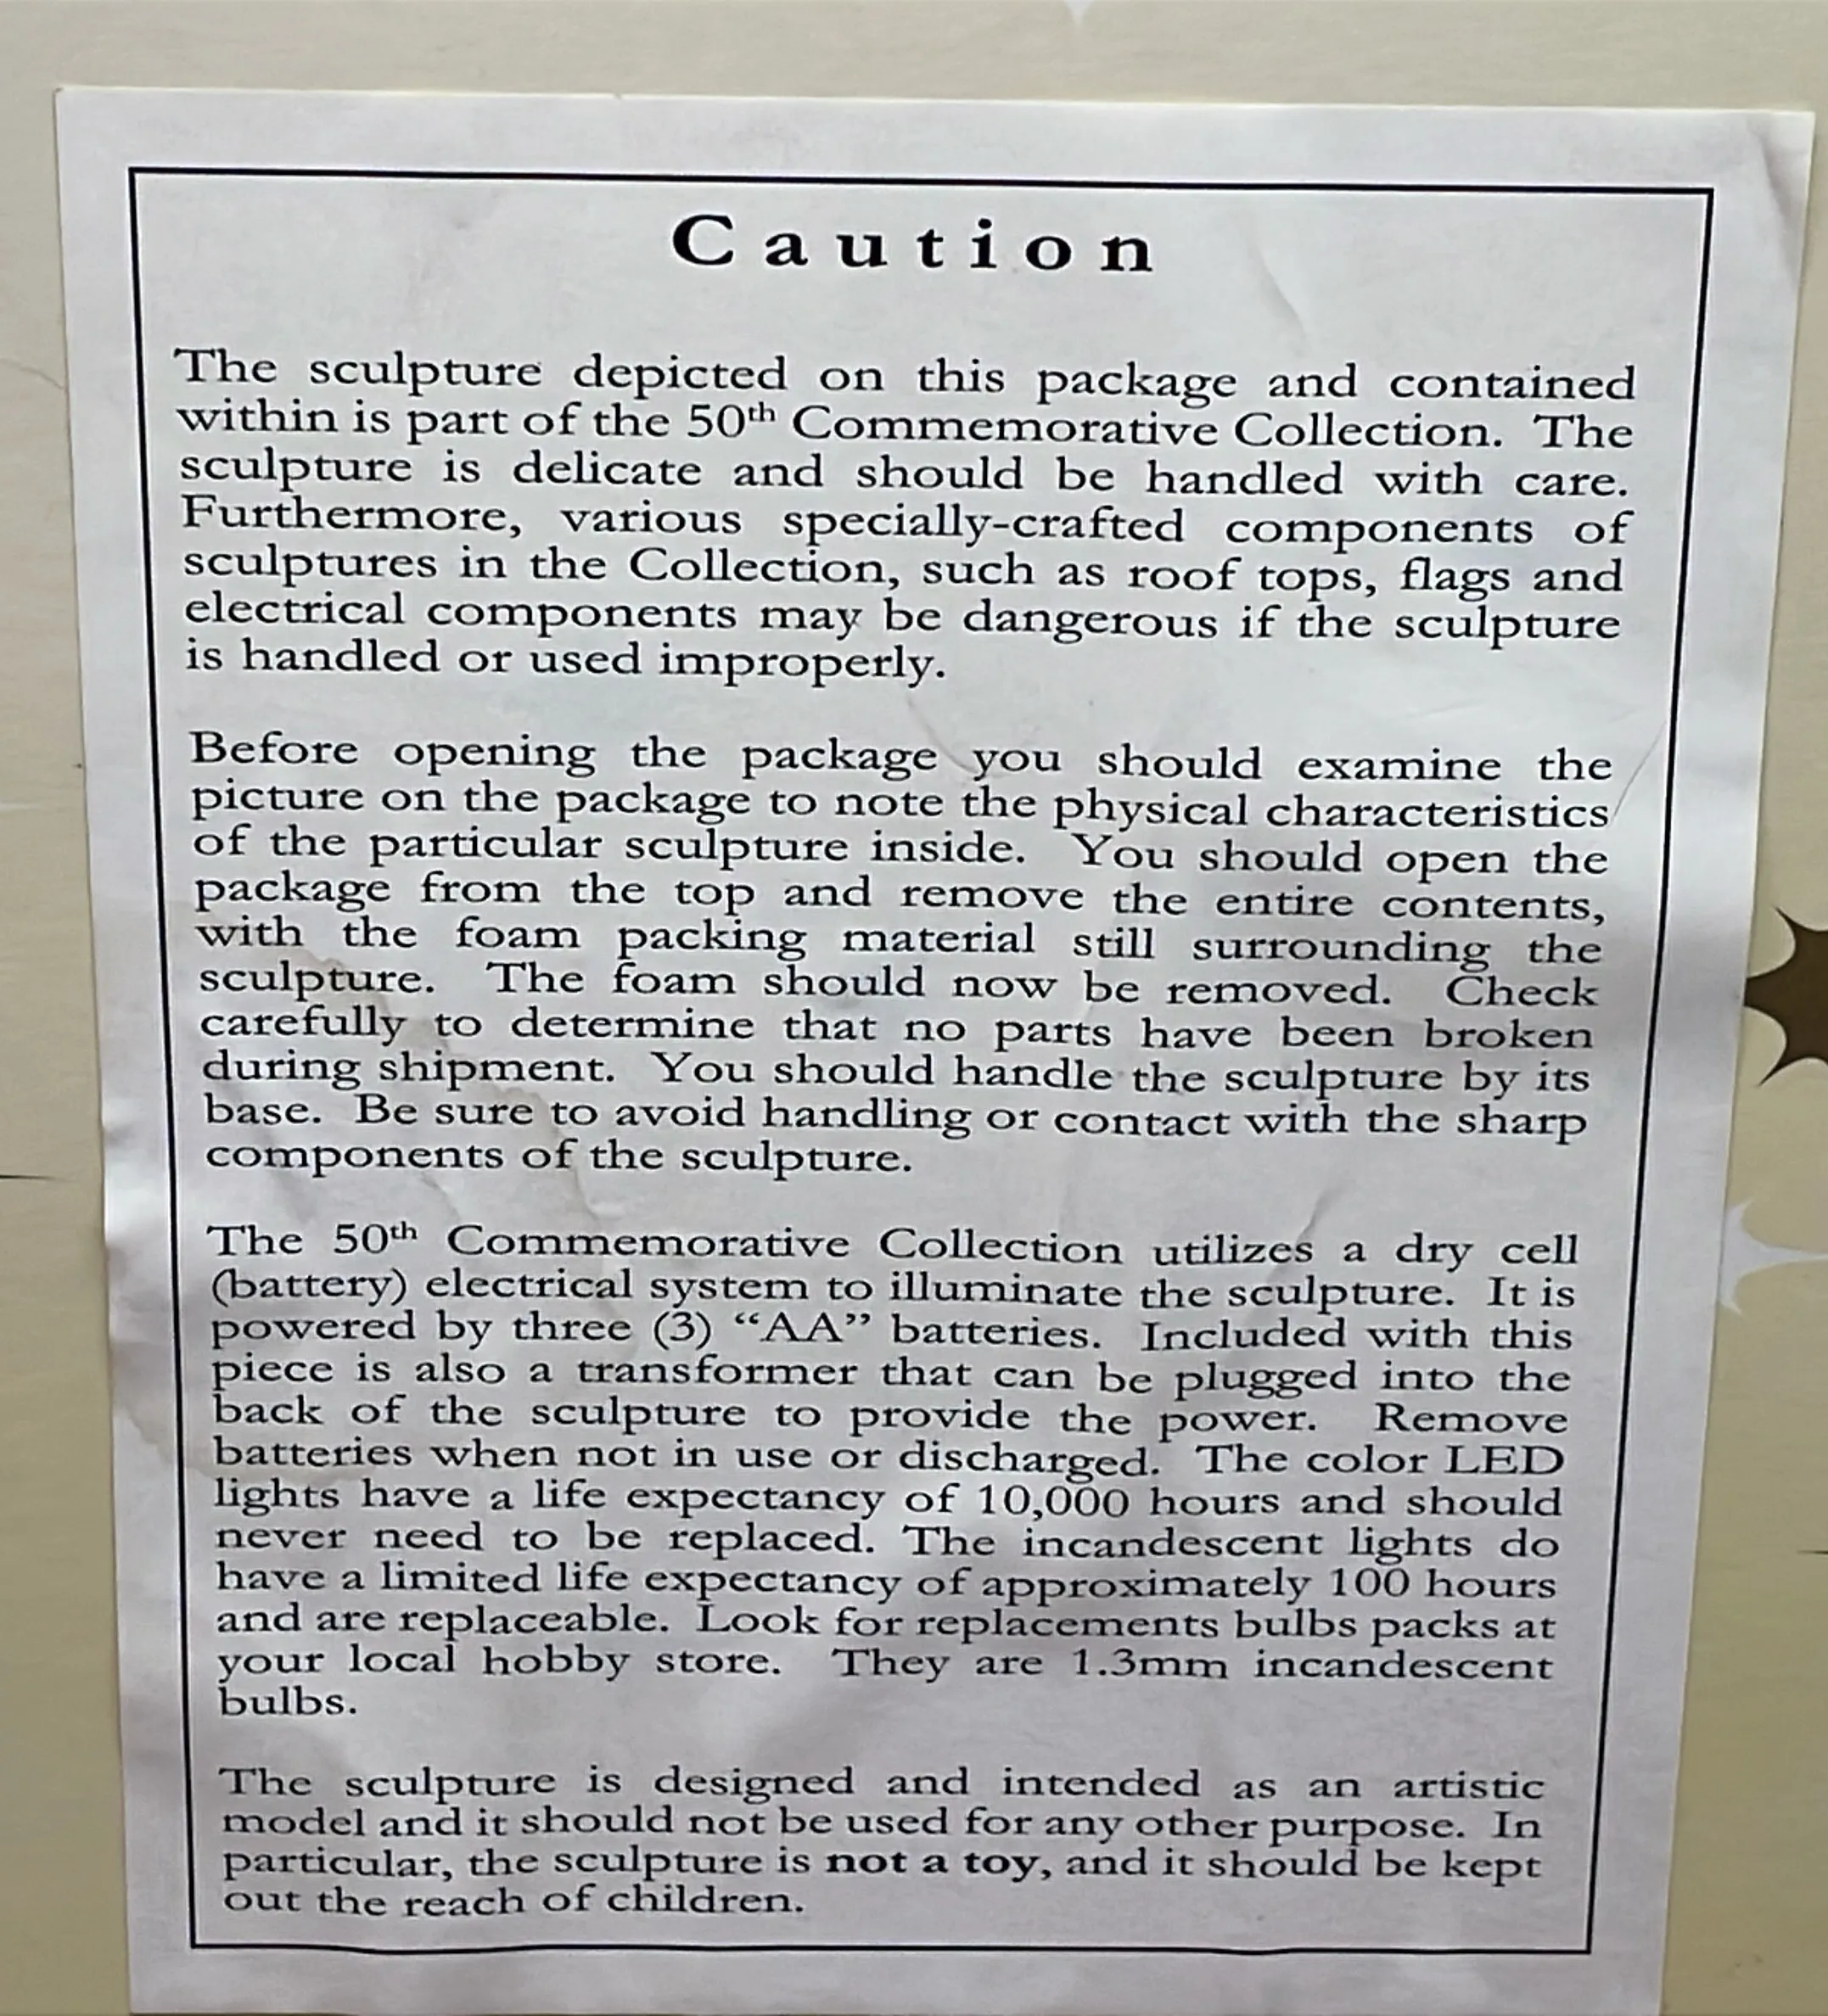 Caution
The sculpture depicted on this package and contained
within is part of the 50th Commemorative Collection. The
sculpture is delicate and should be handled with care.
Furthermore, various specially-crafted components of
sculptures in the Collection, such as roof tops, flags and
electrical components may be dangerous if the sculpture
is handled or used improperly.
Before opening the package you should examine the
picture on the package to note the physical characteristics
of the particular sculpture inside. You should open the
package from the top and remove the entire contents,
with the foam packing material still surrounding the
sculpture. The foam should now be removed. Check
carefully to determine that no parts have been broken
during shipment. You should handle the sculpture by its
base. Be sure to avoid handling or contact with the sharp
components of the sculpture.
The 50th Commemorative Collection utilizes a dry cell
(battery) electrical system to illuminate the sculpture. It is
powered by three (3) “AA” batteries. Included with this
piece is also a transformer that can be plugged into the
back of the sculpture to provide the power. Remove
batteries when not in use or discharged. The color LED
lights have a life expectancy of 10,000 hours and should
never need to be replaced. The incandescent lights do
have a limited life expectancy of approximately 100 hours
and are replaceable. Look for replacements bulbs packs at
your local hobby store. They are 1.3mm incandescent
bulbs.
The sculpture is designed and intended as an artistic
model and it should not be used for any other purpose. In
particular, the sculpture is not a toy, and it should be kept
out the reach of children.